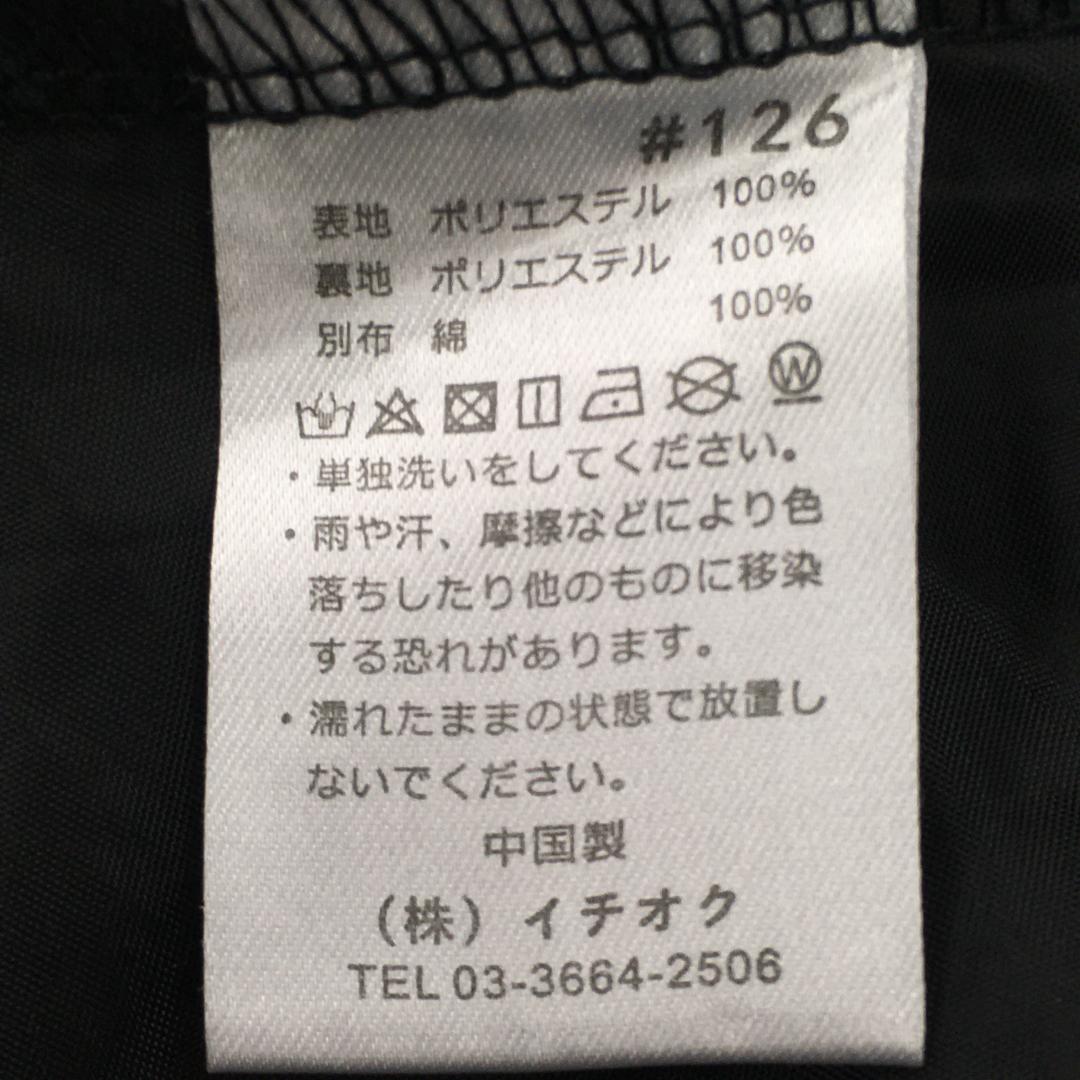 #126
表地 ポリエステル 100%
裏地 ポリエステル 100%
別布 綿 100%
W
・単独洗いをしてください。
・雨や汗、摩擦などにより色
落ちしたり他のものに移染
する恐れがあります。
・濡れたままの状態で放置し
ないでください。
中国製
(株)イチオク
TEL 03-3664-2506